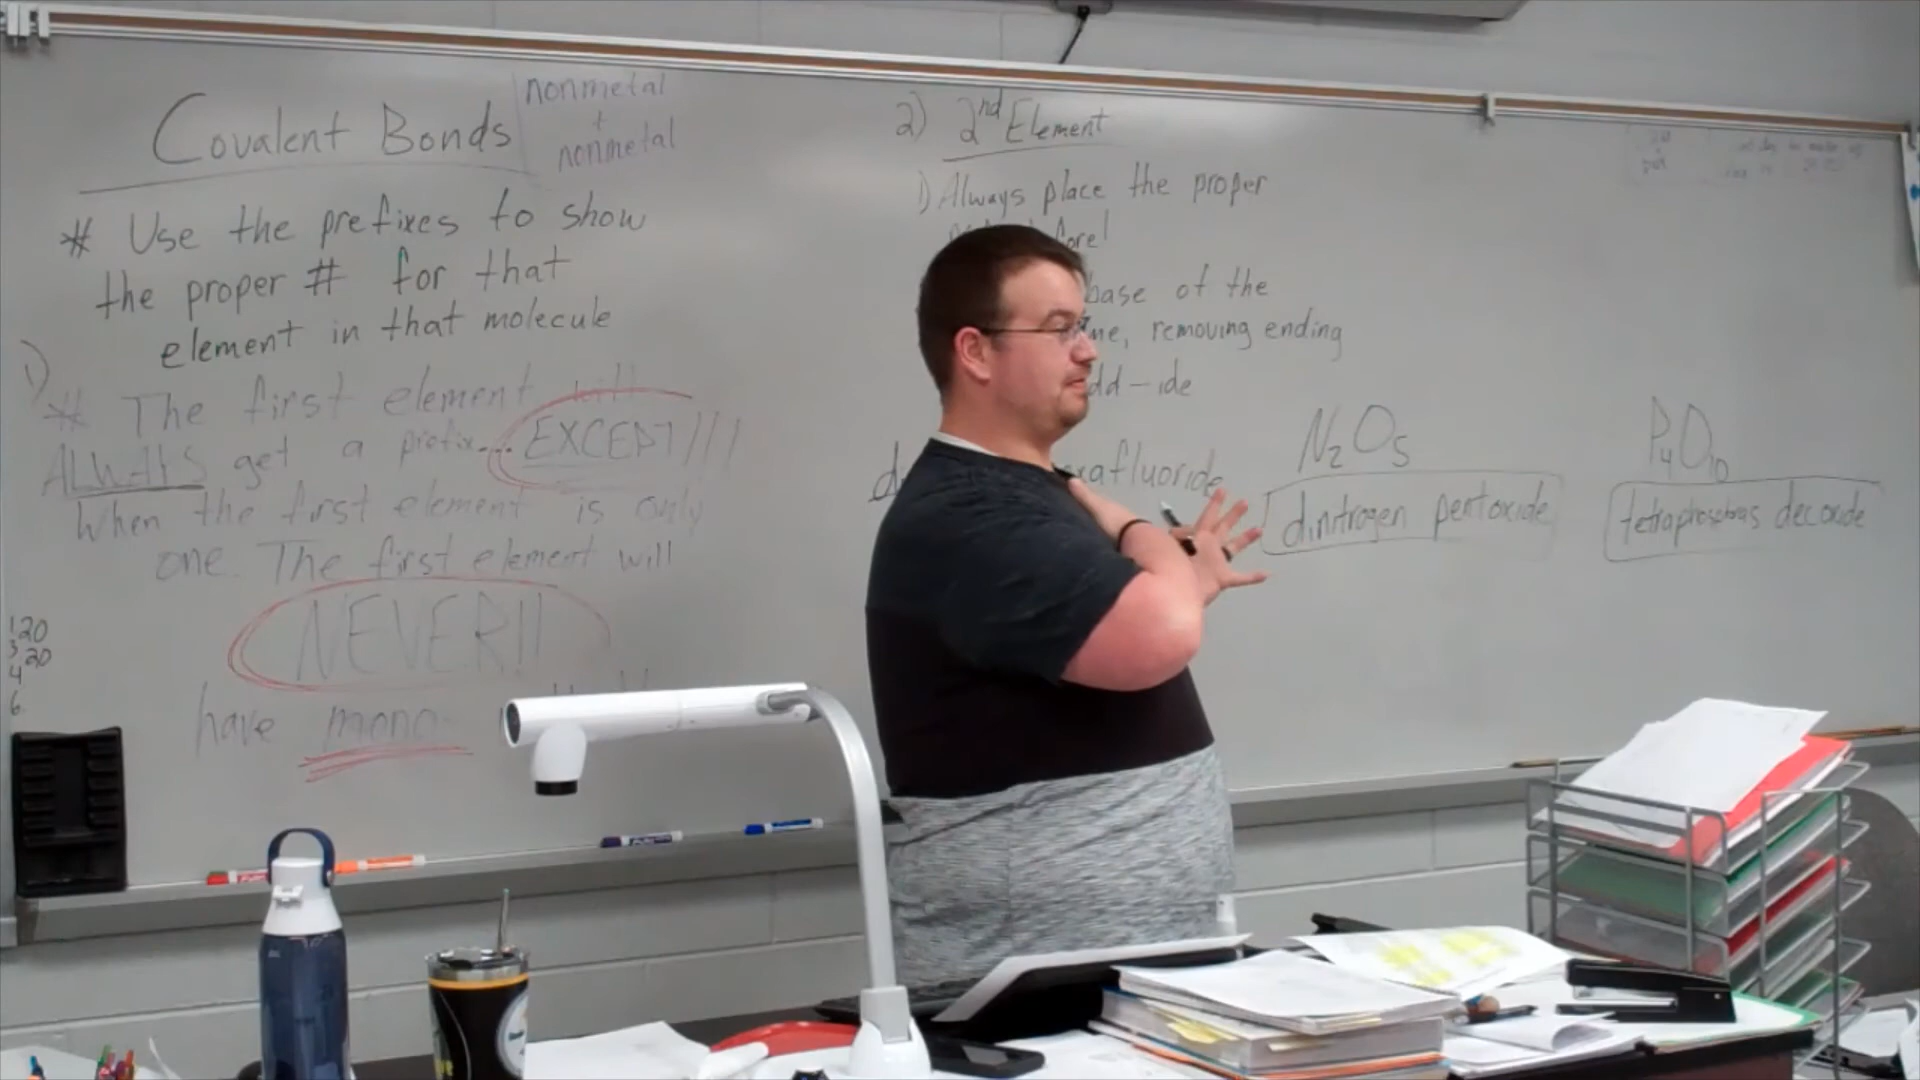 Covalent Bonds
nonmetal
+
nonmetal
* Use the prefixes to show
the proper # for that
element in that molecule
1)
* The first element will
ALWAYS get a prefix... EXCEPT!!!
When the first element is only
one. The first element will
NEVER!!
have mono-
1 20
3 20
4
6
2) 2nd Element
1) Always place the proper
base of the
removing ending
-ide
N2O5
dinitrogen pentoxide
P4O10
decoxide